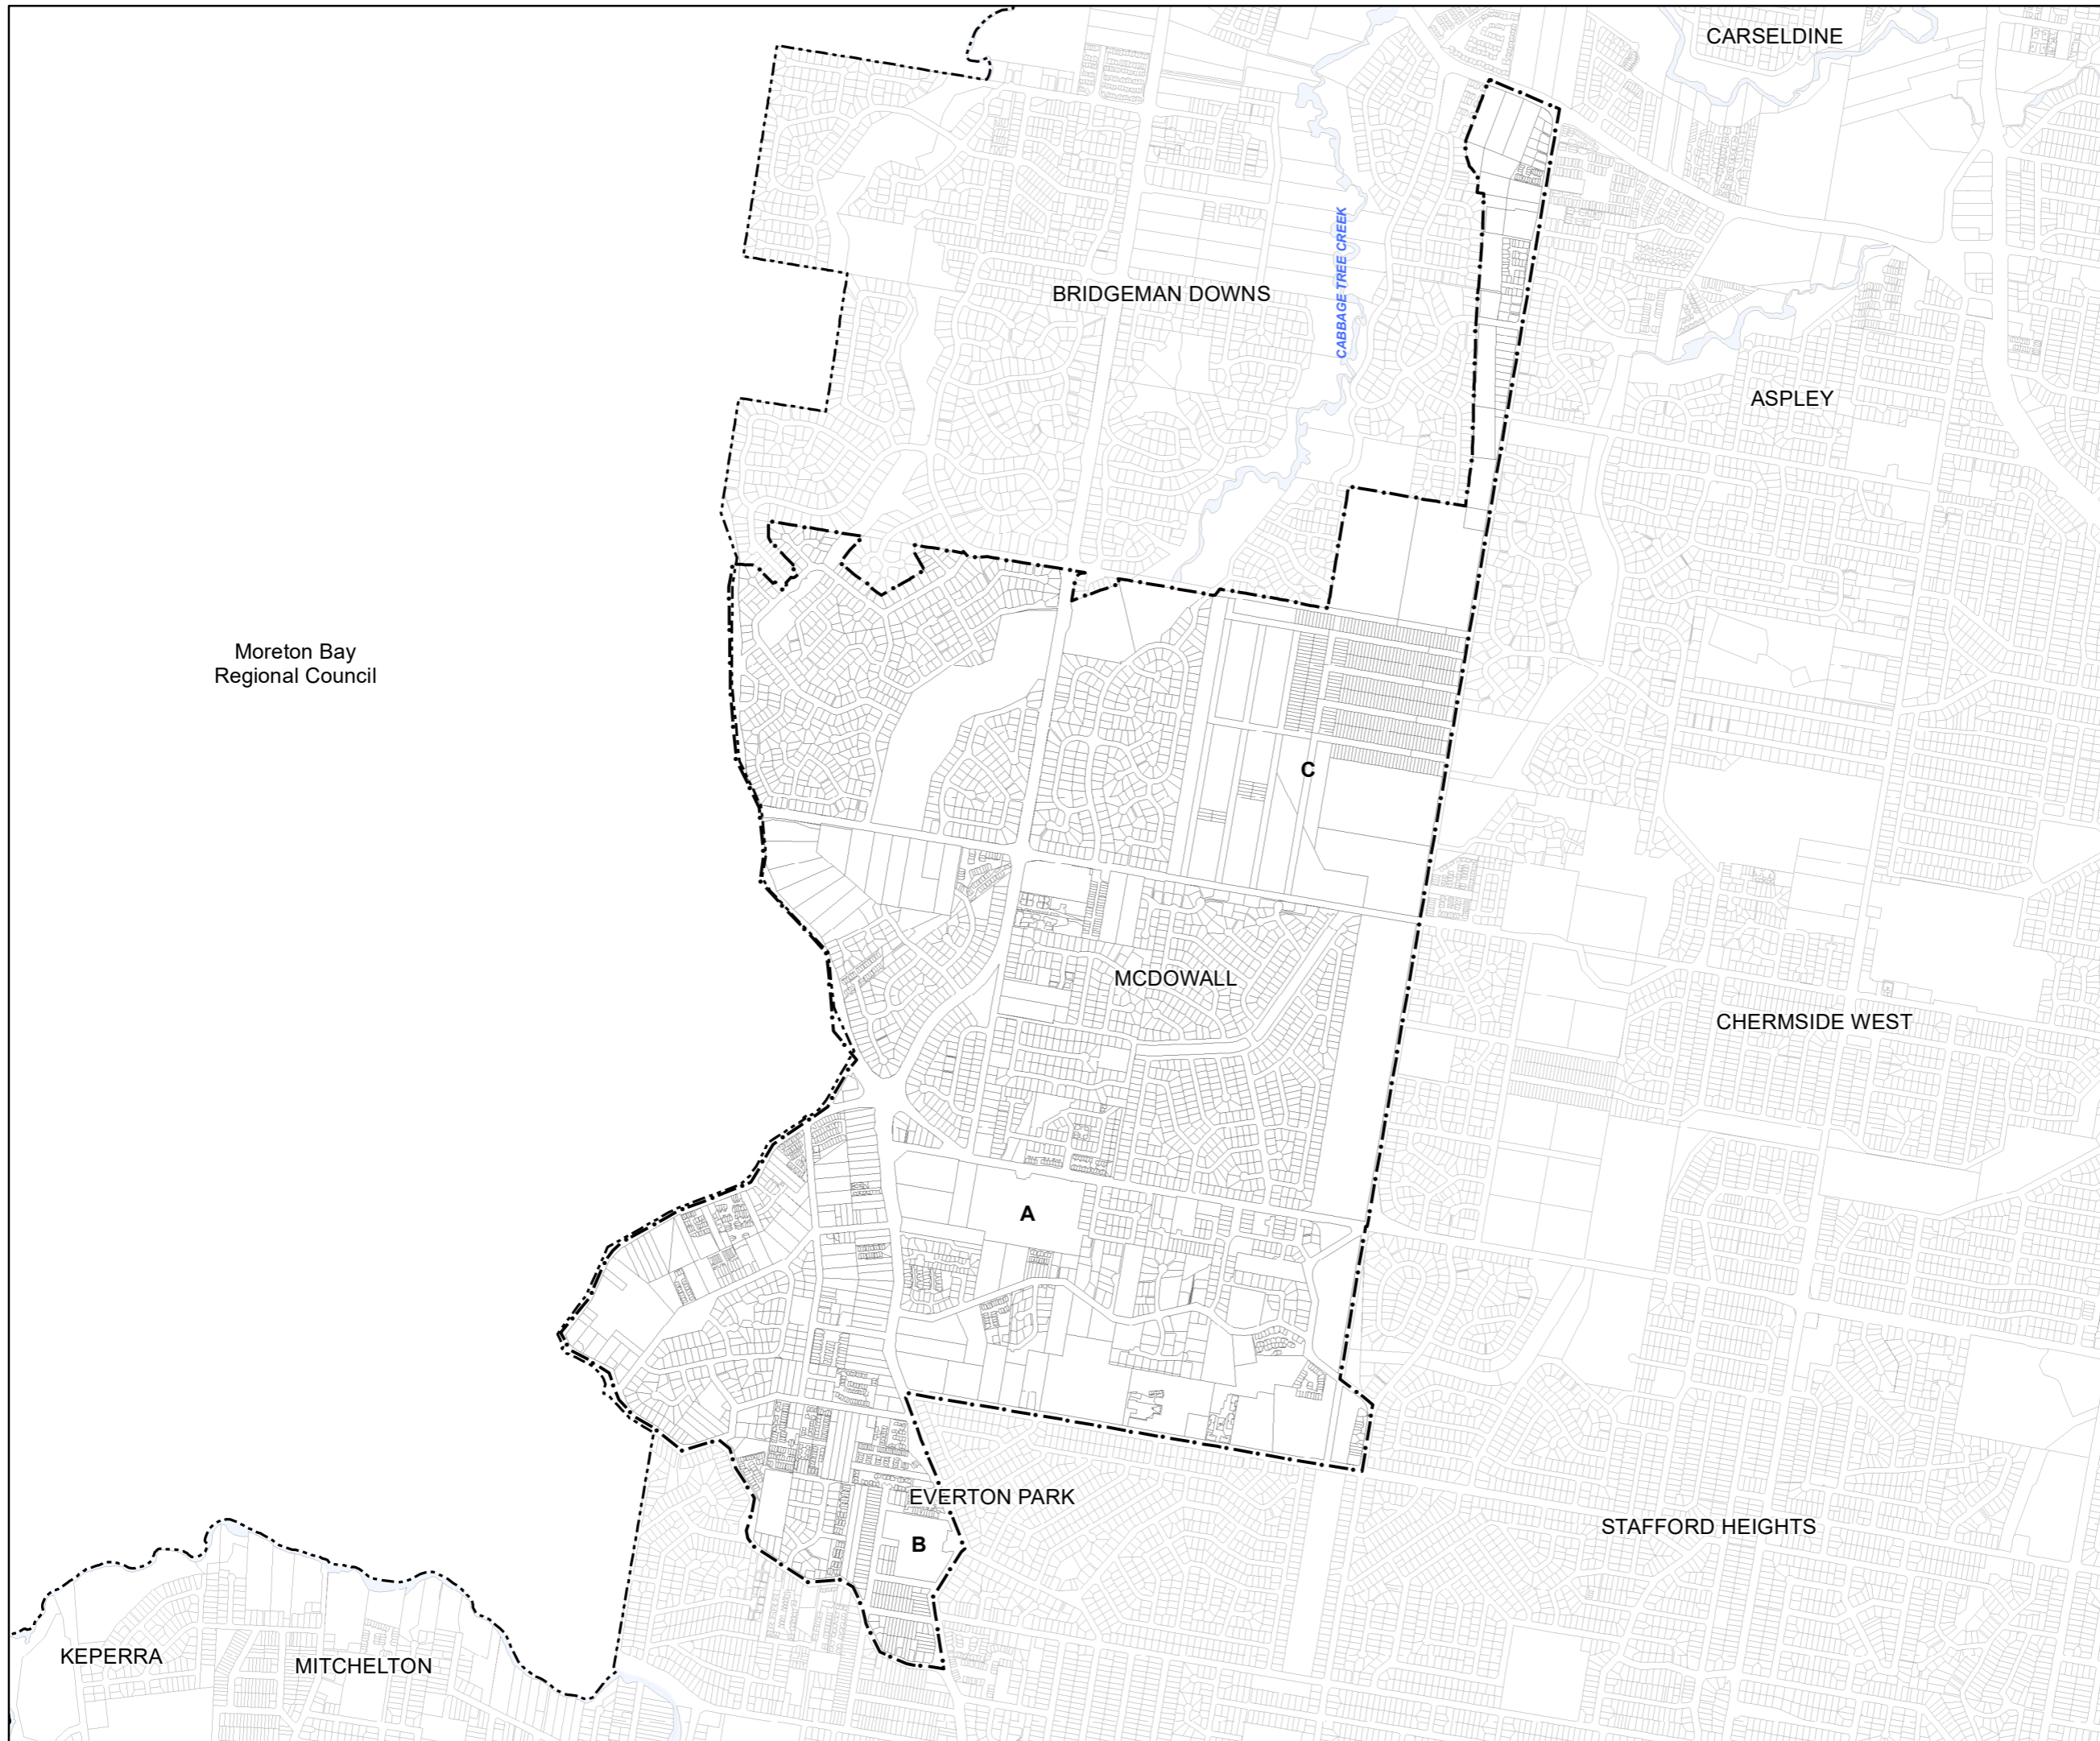 CARSELDINE
CABBAGE TREE CREEK
BRIDGEMAN DOWNS
ASPLEY
Moreton Bay
Regional Council
C
MCDOWALL
CHERMSIDE WEST
A
EVERTON PARK
STAFFORD HEIGHTS
B
KEPERRA
MITCHELTON